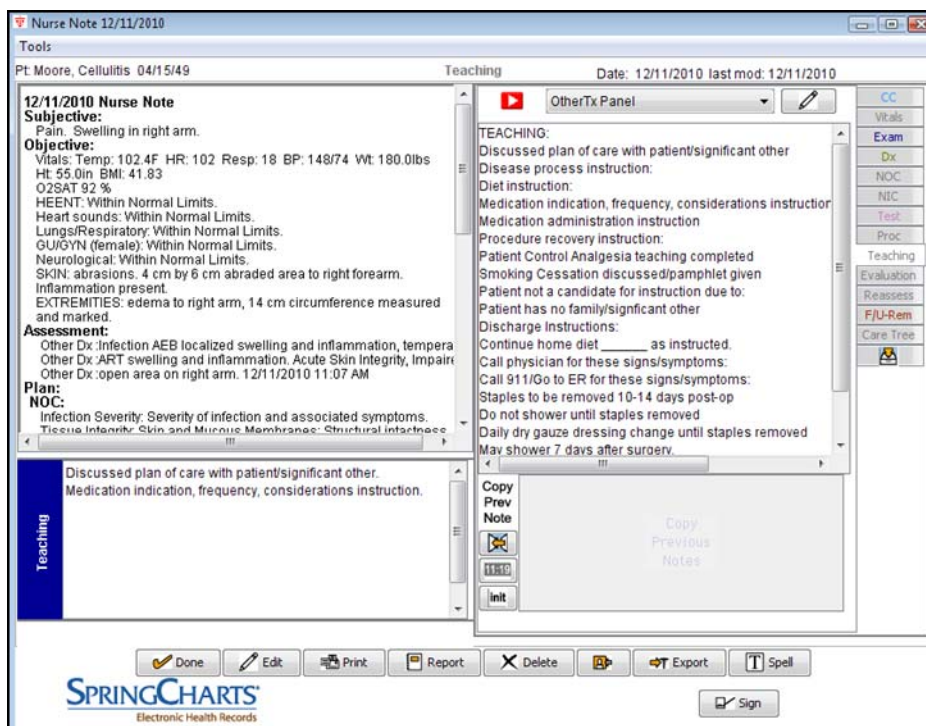 Nurse Note 12/11/2010
Tools
Pt: Moore, Cellulitis 04/15/49
Teaching
Date: 12/11/2010 last mod: 12/11/2010
12/11/2010 Nurse Note
Subjective:
Pain. Swelling in right arm.
Objective:
Vitals: Temp: 102.4F HR: 102 Resp: 18 BP: 148/74 Wt: 180.0lbs
Ht: 55.0in BMI: 41.83
O2SAT 92 %
HEENT: Within Normal Limits.
Heart sounds: Within Normal Limits.
Lungs/Respiratory: Within Normal Limits.
GU/GYN (female): Within Normal Limits.
Neurological: Within Normal Limits.
SKIN: abrasions. 4 cm by 6 cm abraded area to right forearm.
Inflammation present.
EXTREMITIES: edema to right arm, 14 cm circumference measured
and marked.
Assessment:
Other Dx :Infection AEB localized swelling and inflammation, tempera
Other Dx :ART swelling and inflammation. Acute Skin Integrity, Impaire
Other Dx :open area on right arm. 12/11/2010 11:07 AM
Plan:
NOC:
Infection Severity: Severity of infection and associated symptoms.
Tissue Integrity: Skin and Mucous Membranes: Structural intactness
Teaching
Discussed plan of care with patient/significant other.
Medication indication, frequency, considerations instruction.
OtherTx Panel
TEACHING:
Discussed plan of care with patient/significant other
Disease process instruction:
Diet instruction:
Medication indication, frequency, considerations instruction
Medication administration instruction
Procedure recovery instruction:
Patient Control Analgesia teaching completed
Smoking Cessation discussed/pamphlet given
Patient not a candidate for instruction due to:
Patient has no family/signficant other
Discharge Instructions:
Continue home diet _______ as instructed.
Call physician for these signs/symptoms:
Call 911/Go to ER for these signs/symptoms:
Staples to be removed 10-14 days post-op
Do not shower until staples removed
Daily dry gauze dressing change until staples removed
May shower 7 days after surgery.
Copy
Prev
Note
11:19
init
Copy
Previous
Notes
CC
Vitals
Exam
Dx
NOC
NIC
Test
Proc
Teaching
Evaluation
Reassess
F/U-Rem
Care Tree
Done
Edit
Print
Report
Delete
Export
Spell
Sign
SPRINGCHARTS
Electronic Health Records